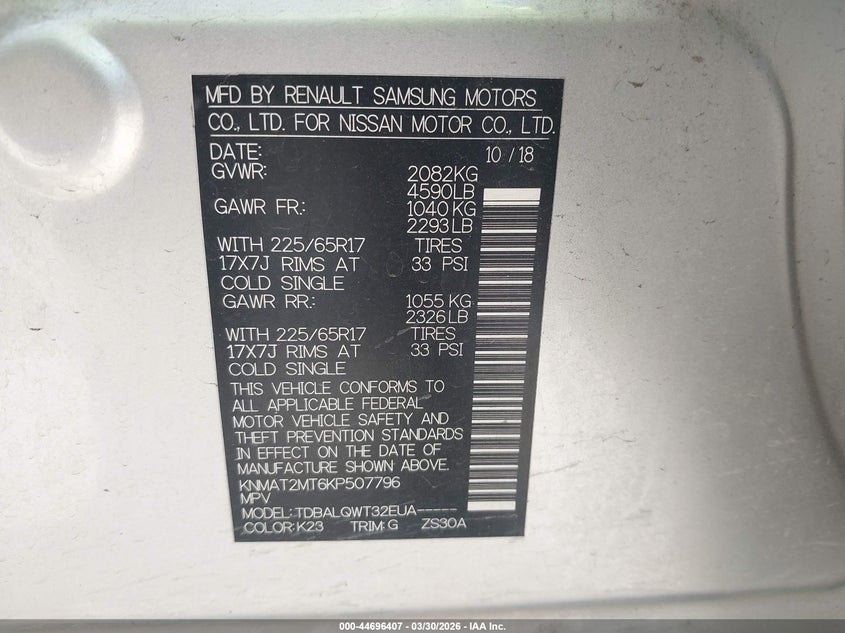 MFD BY RENAULT SAMSUNG MOTORS
CO., LTD. FOR NISSAN MOTOR CO., LTD.
DATE: 10 / 18
GVWR: 2082KG
4590LB
GAWR FR.: 1040KG
2293LB
WITH 225/65R17 TIRES
17X7J RIMS AT 33 PSI
COLD SINGLE
GAWR RR.: 1055KG
2326LB
WITH 225/65R17 TIRES
17X7J RIMS AT 33 PSI
COLD SINGLE
THIS VEHICLE CONFORMS TO
ALL APPLICABLE FEDERAL
MOTOR VEHICLE SAFETY AND
THEFT PREVENTION STANDARDS
IN EFFECT ON THE DATE OF
MANUFACTURE SHOWN ABOVE.
KNMAT2MT6KP507796
MPV
MODEL:TDBALQWT32EUA-----
COLOR:K23 TRIM:G ZS30A
000-44696407 - 03/30/2026 - IAA Inc.